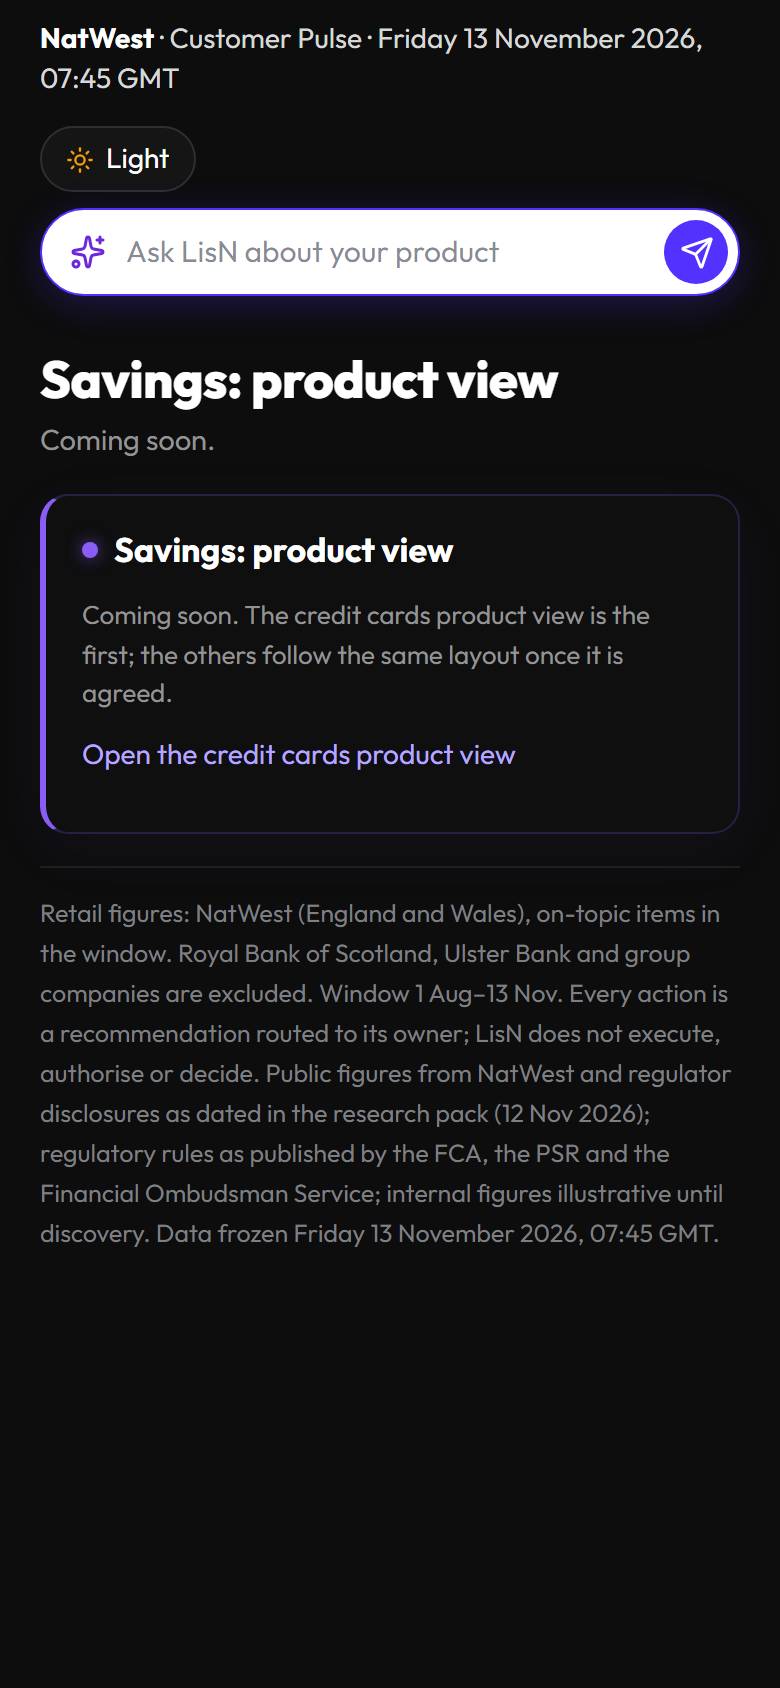 NatWest · Customer Pulse · Friday 13 November 2026,
07:45 GMT
Light
Ask LisN about your product
Savings: product view
Coming soon.
Savings: product view
Coming soon. The credit cards product view is the
first; the others follow the same layout once it is
agreed.
Open the credit cards product view
Retail figures: NatWest (England and Wales), on-topic items in
the window. Royal Bank of Scotland, Ulster Bank and group
companies are excluded. Window 1 Aug–13 Nov. Every action is
a recommendation routed to its owner; LisN does not execute,
authorise or decide. Public figures from NatWest and regulator
disclosures as dated in the research pack (12 Nov 2026);
regulatory rules as published by the FCA, the PSR and the
Financial Ombudsman Service; internal figures illustrative until
discovery. Data frozen Friday 13 November 2026, 07:45 GMT.